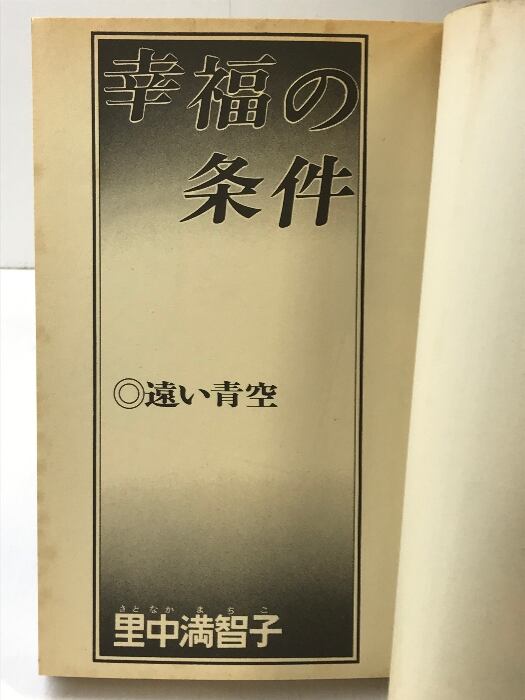 幸福の
条件
◎遠い青空
さとなかまちこ
里中満智子